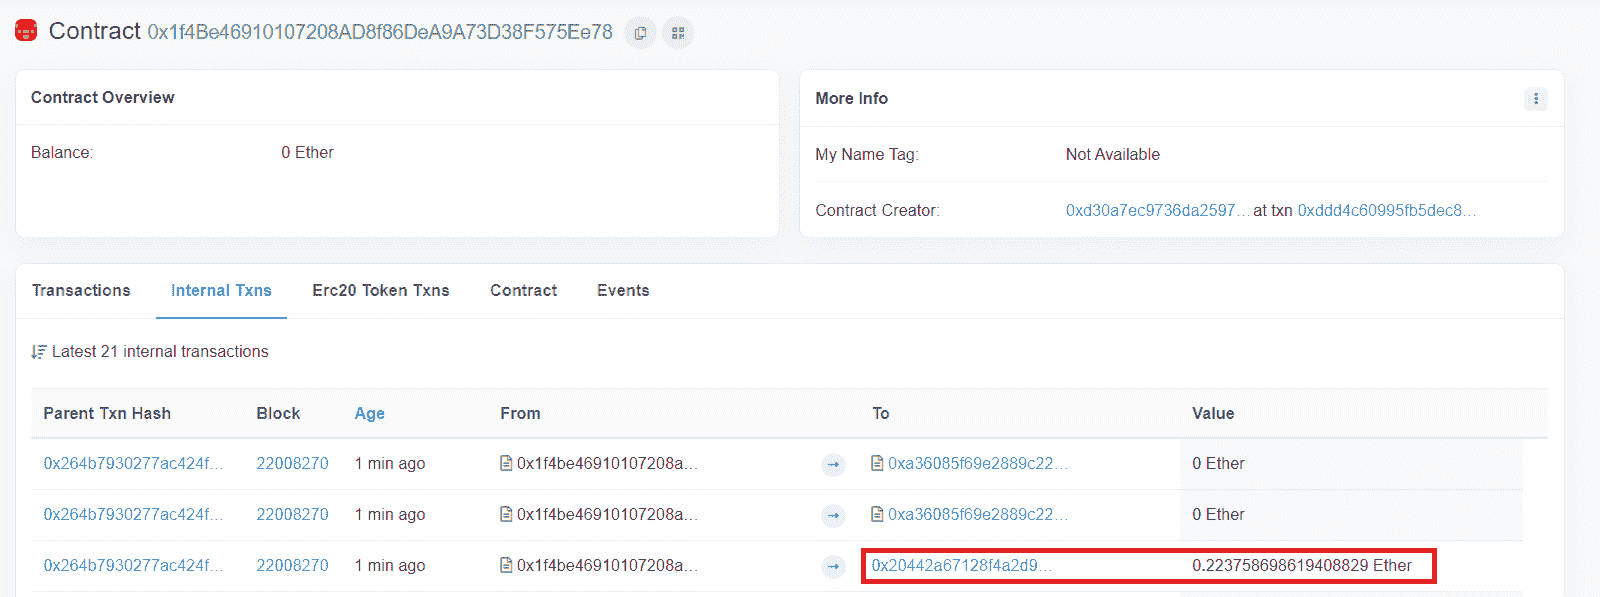 Contract 0x1f4Be46910107208AD8f86DeA9A73D38F575Ee78
Contract Overview
Balance: 0 Ether
More Info
My Name Tag: Not Available
Contract Creator: 0xd30a7ec9736da2597... at txn 0xddd4c60995fb5dec8...
Transactions Internal Txns Erc20 Token Txns Contract Events
Latest 21 internal transactions
Parent Txn Hash Block Age From To Value
0x264b7930277ac424f... 22008270 1 min ago 0x1f4be46910107208a... 0xa36085f69e2889c22... 0 Ether
0x264b7930277ac424f... 22008270 1 min ago 0x1f4be46910107208a... 0xa36085f69e2889c22... 0 Ether
0x264b7930277ac424f... 22008270 1 min ago 0x1f4be46910107208a... 0x20442a67128f4a2d9... 0.223758698619408829 Ether